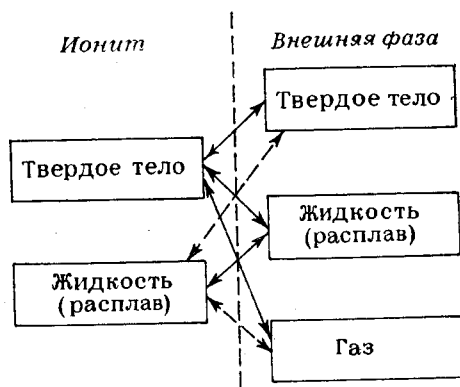 Ионит
Внешняя фаза
Твердое тело
Твердое тело
Жидкость
(расплав)
Жидкость
(расплав)
Газ